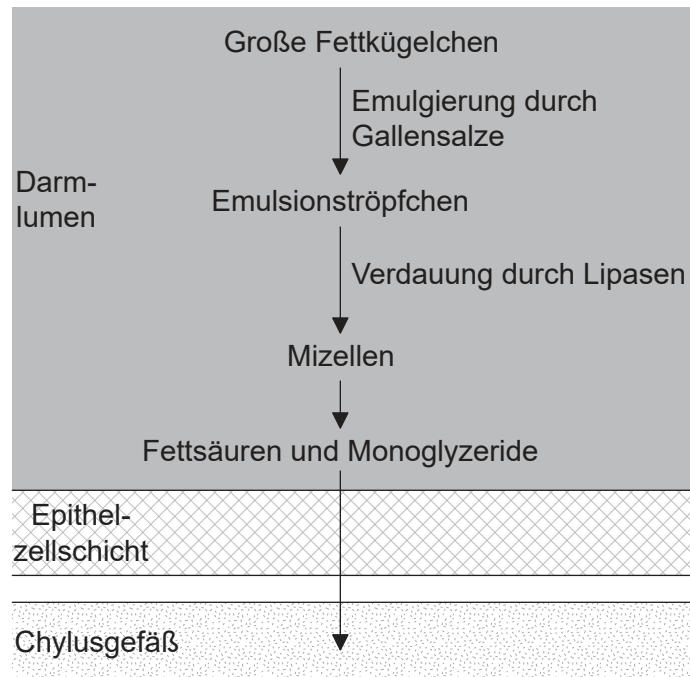 Große Fettkügelchen
Emulgierung durch
Gallensalze
Darm-
lumen
Emulsionströpfchen
Verdauung durch Lipasen
Mizellen
Fettsäuren und Monoglyzeride
Epithel-
zellschicht
Chylusgefäß